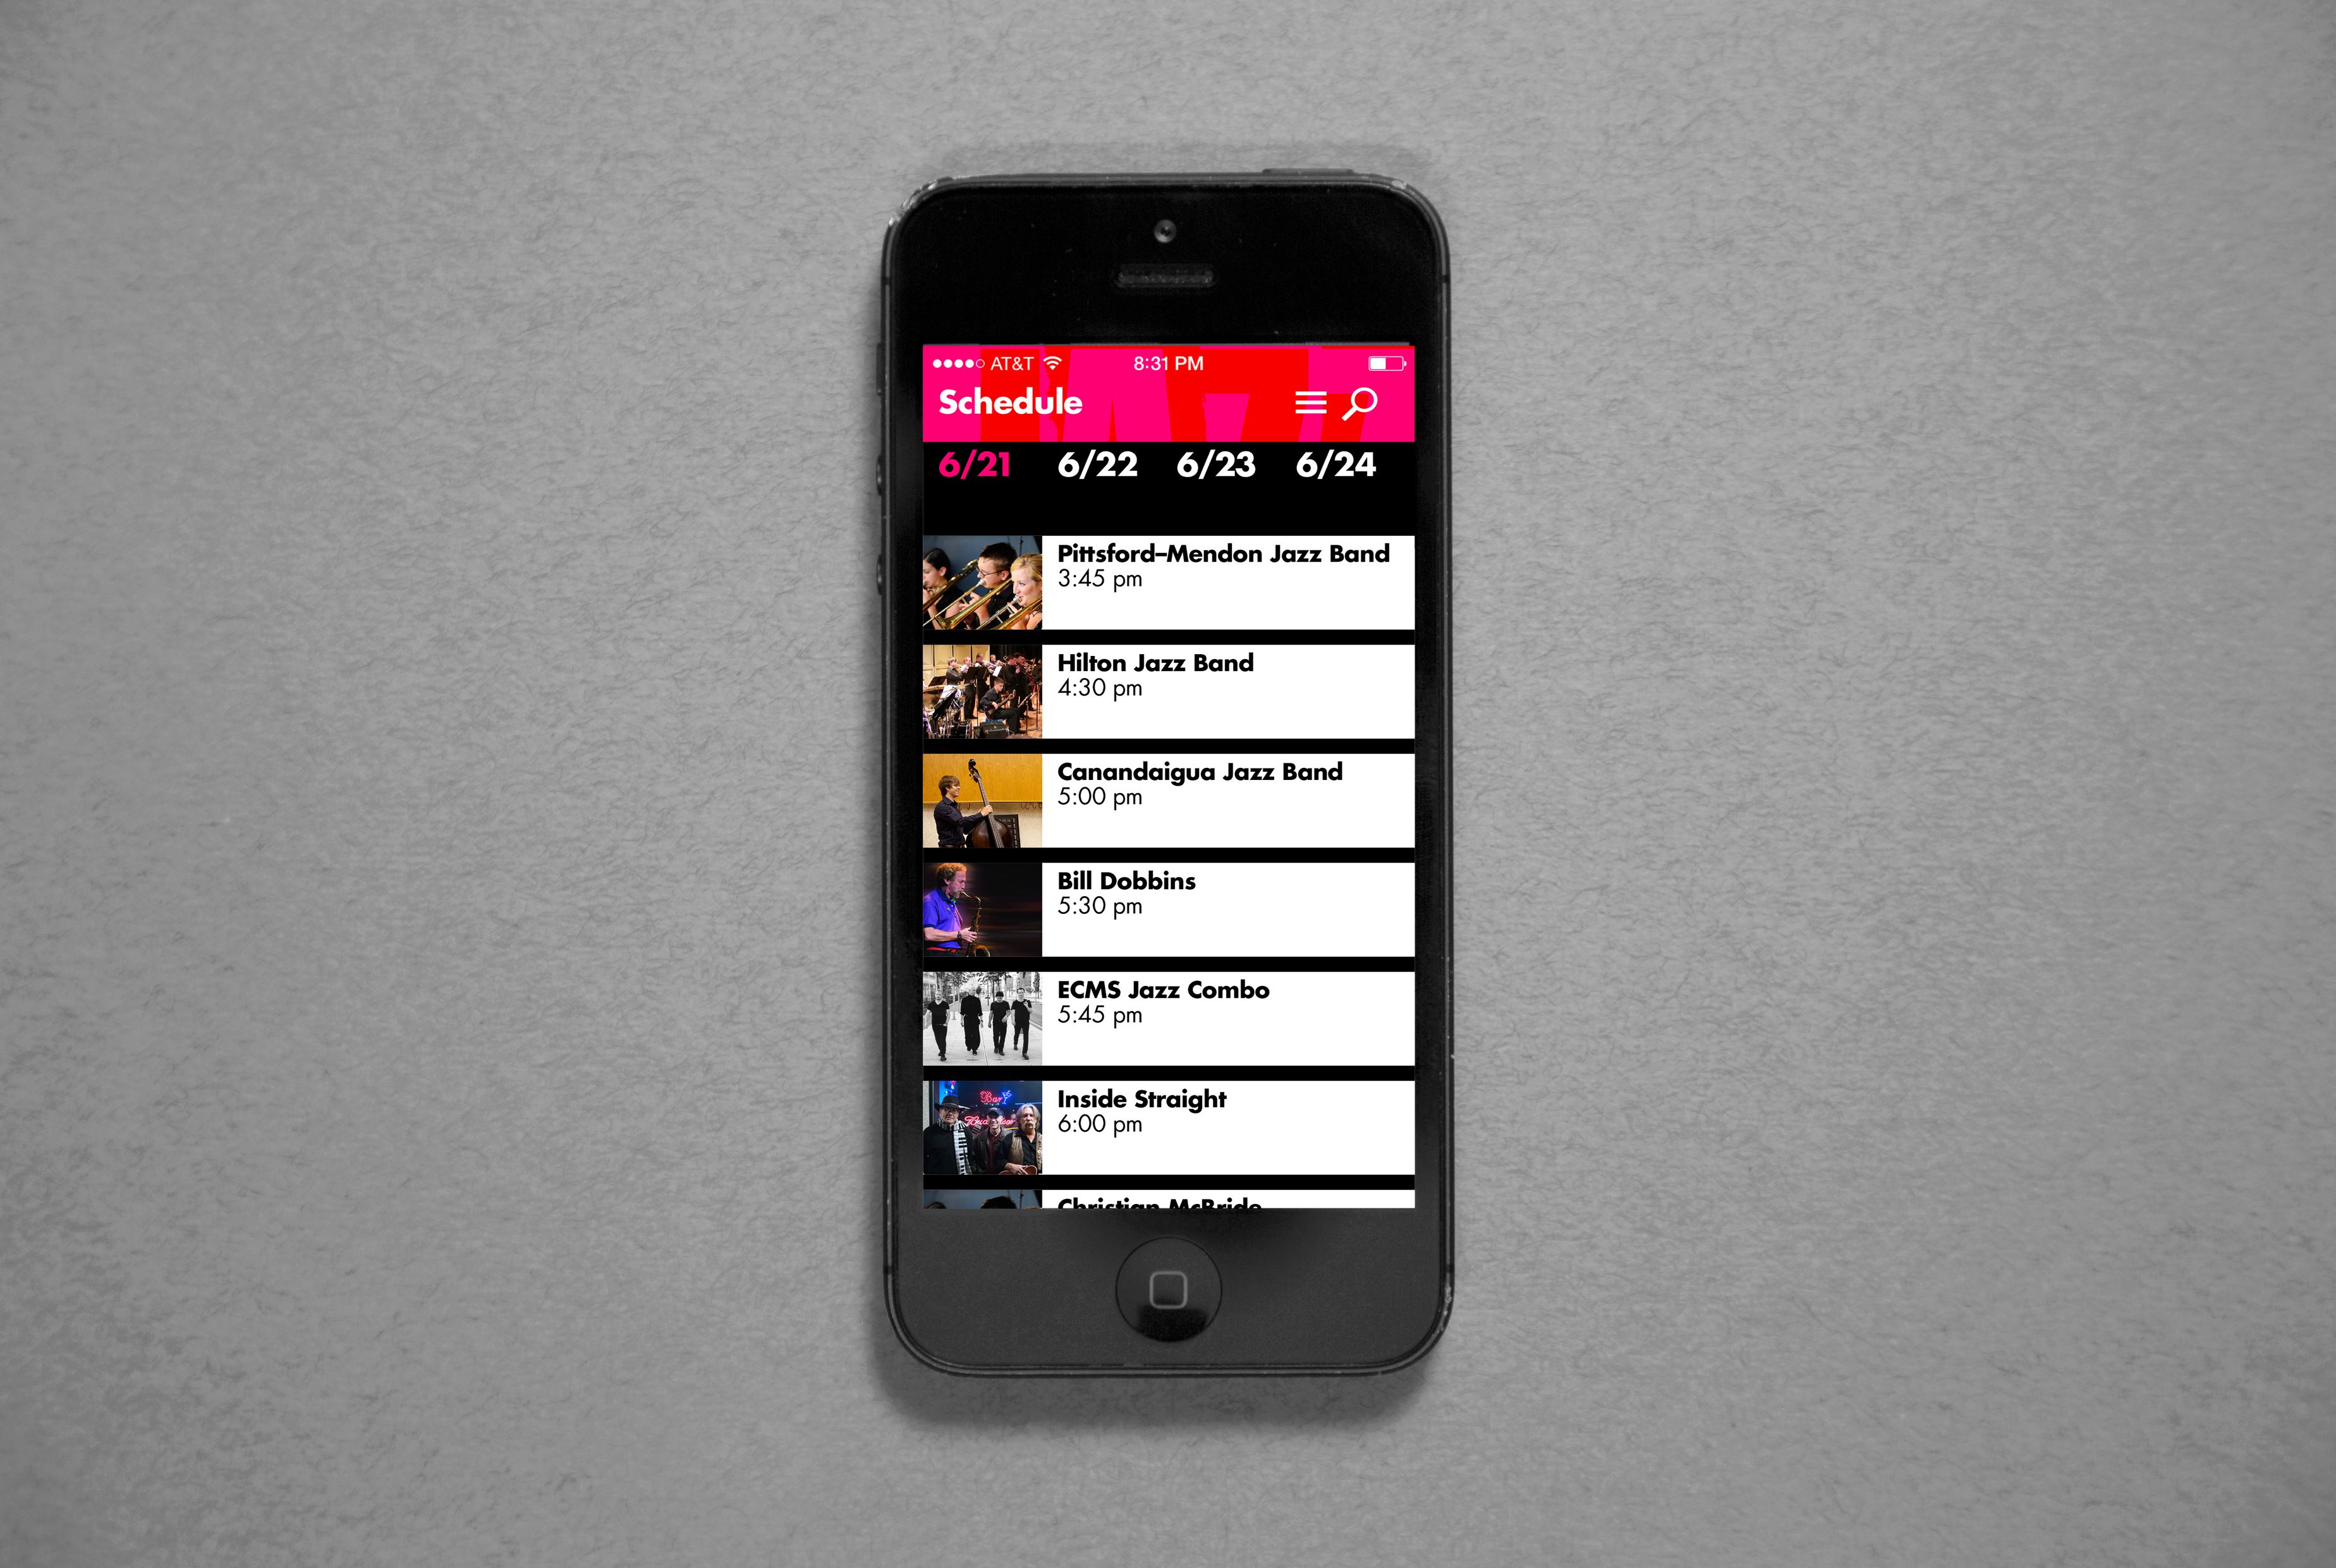 AT&T 8:31 PM
Schedule
JAZZ
6/21 6/22 6/23 6/24
Pittsford–Mendon Jazz Band
3:45 pm
Hilton Jazz Band
4:30 pm
Canandaigua Jazz Band
5:00 pm
Bill Dobbins
5:30 pm
ECMS Jazz Combo
5:45 pm
Bar
Inside Straight
6:00 pm
Christian McBride